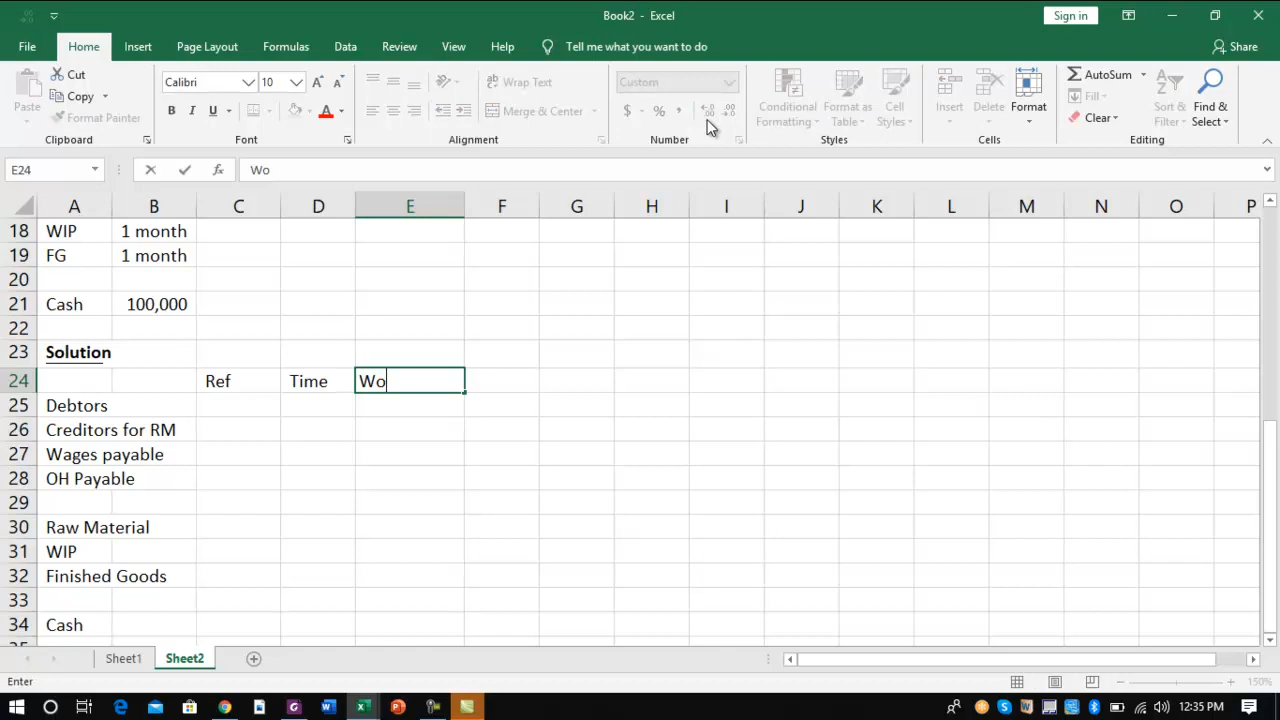 Book2 - Excel
Sign in
File Home Insert Page Layout Formulas Data Review View Help Tell me what you want to do Share
Paste Cut Copy Format Painter
Calibri 10
B I U A
Wrap Text
Merge & Center
Custom
$ % ,
Conditional Formatting Format as Table Cell Styles
Insert Delete Format
AutoSum Fill Clear
Sort & Filter Find & Select
Clipboard Font Alignment Number Styles Cells Editing
E24 fx Wo
A B C D E F G H I J K L M N O P
18 WIP 1 month
19 FG 1 month
20
21 Cash 100,000
22
23 Solution
24 Ref Time Wo
25 Debtors
26 Creditors for RM
27 Wages payable
28 OH Payable
29
30 Raw Material
31 WIP
32 Finished Goods
33
34 Cash
35
Sheet1 Sheet2
Enter 150%
12:35 PM